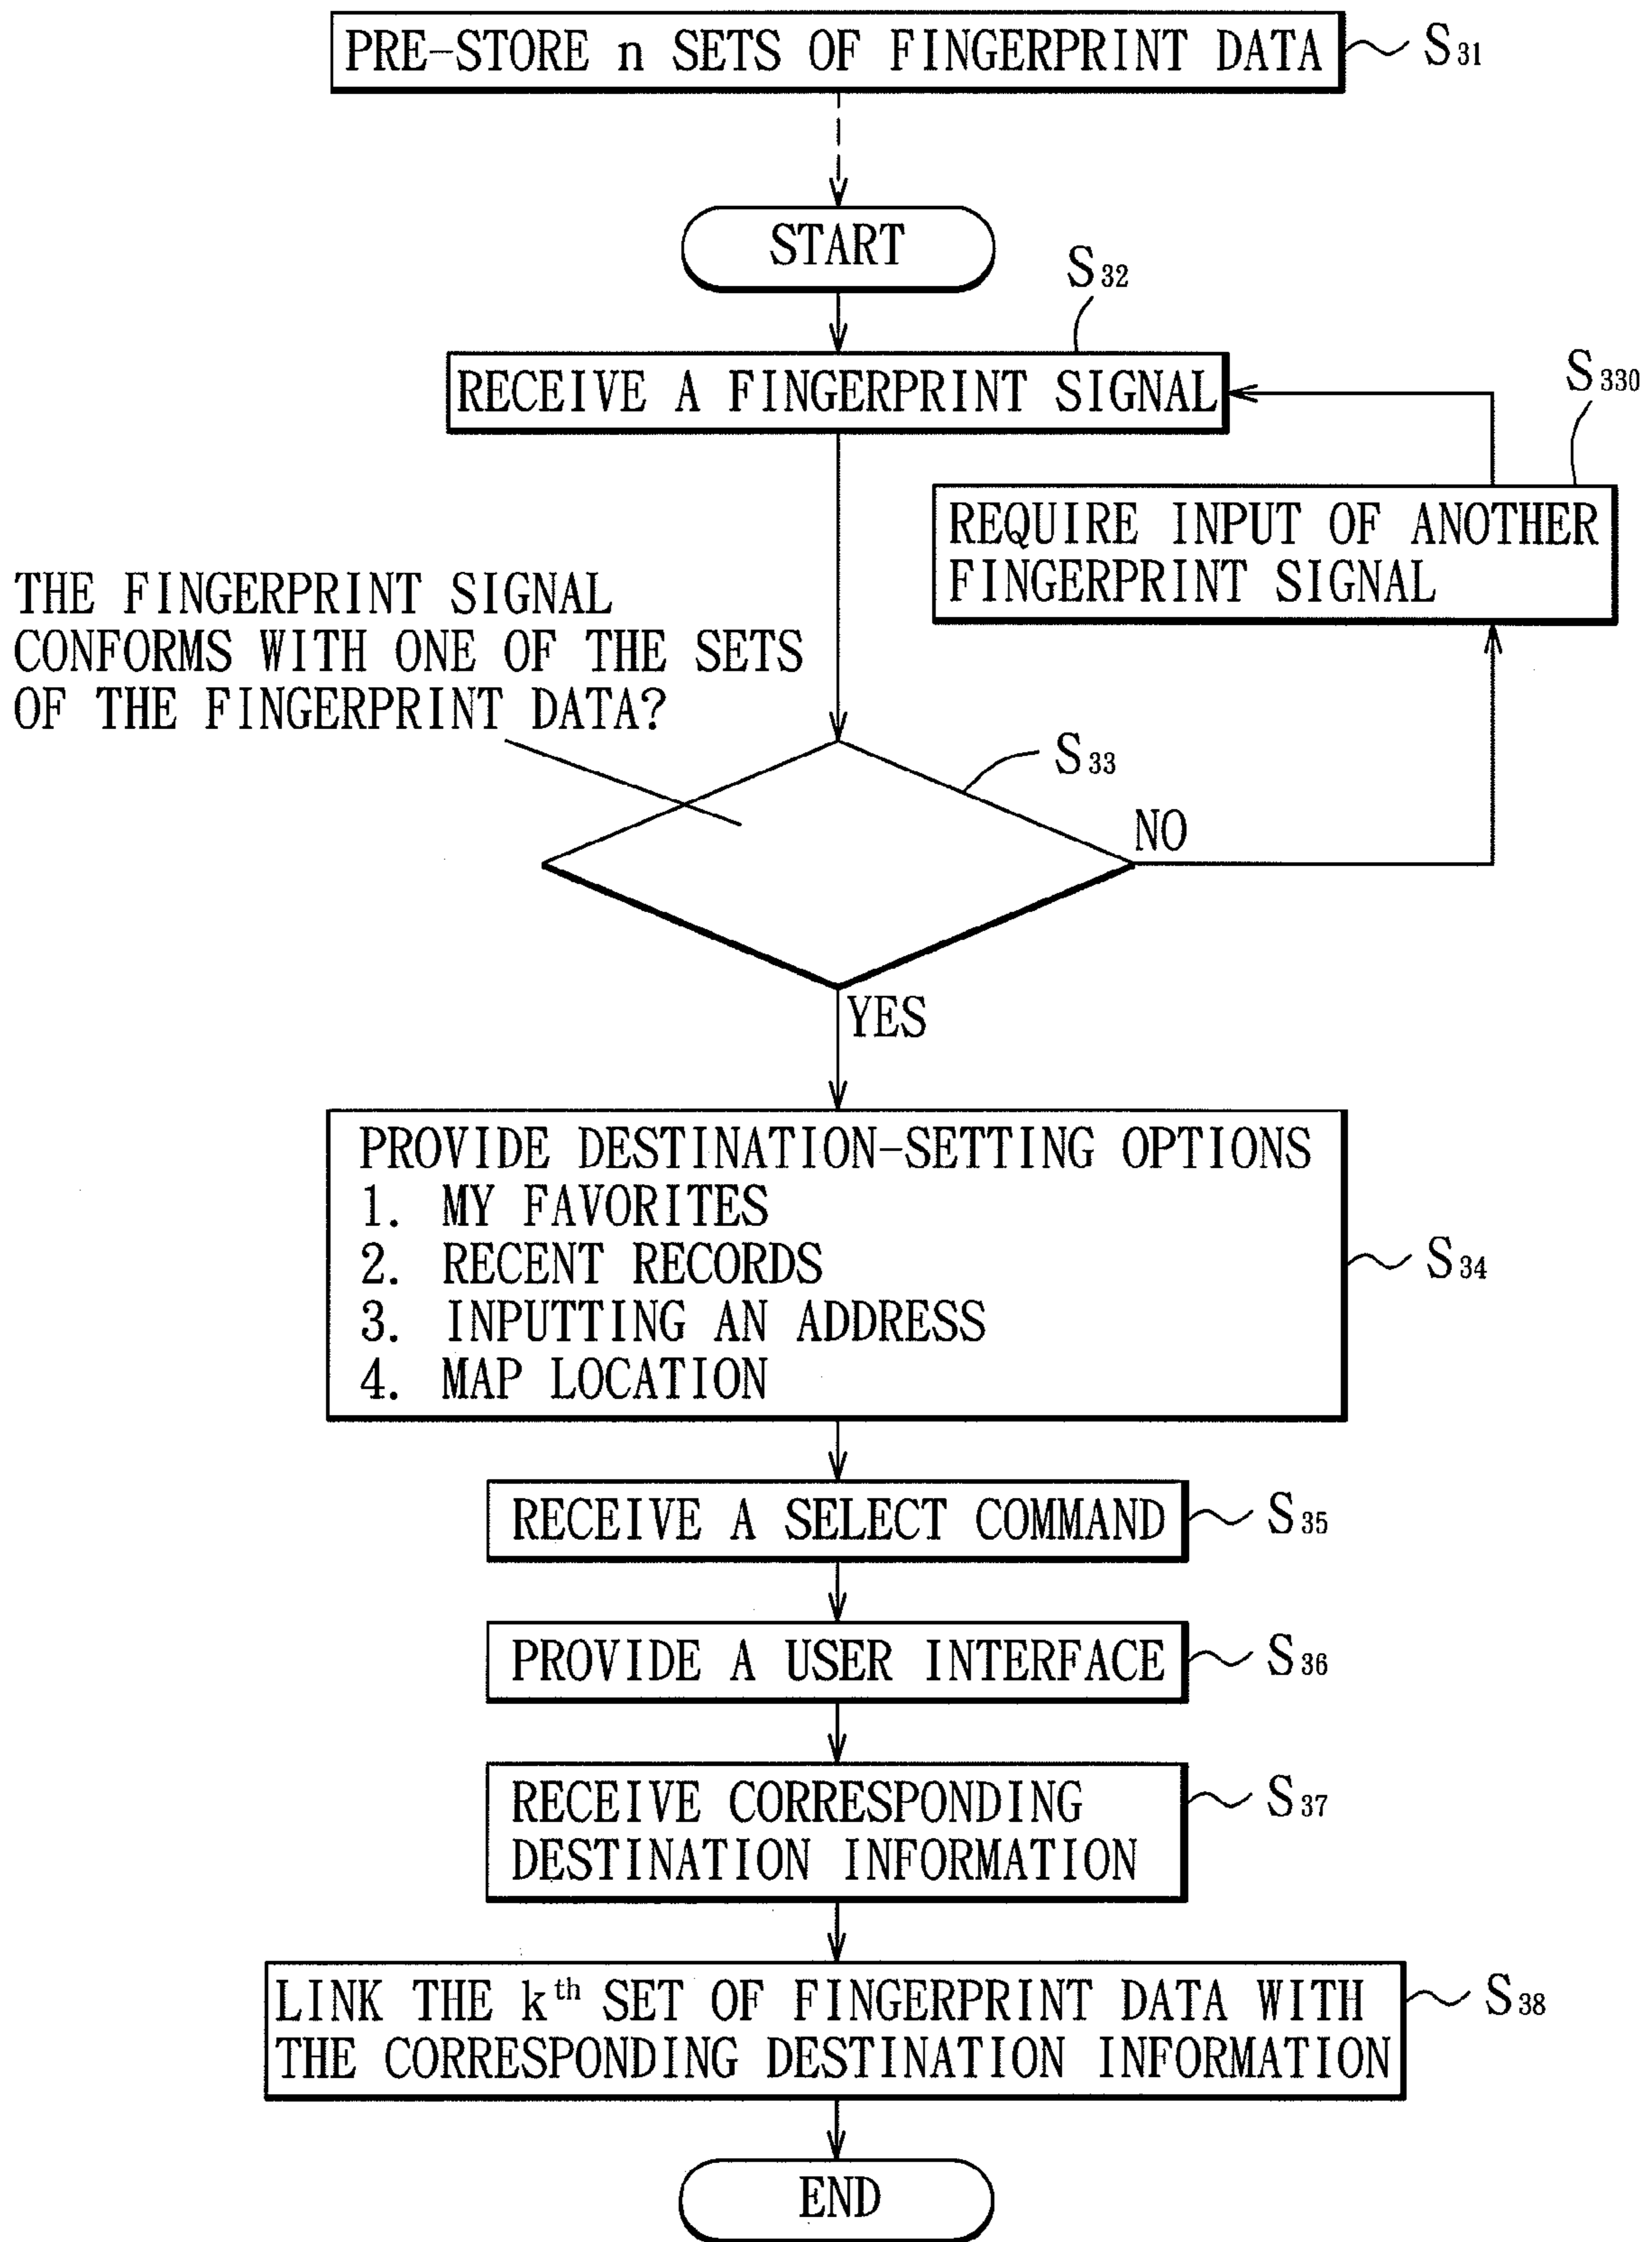 PRE-STORE n SETS OF FINGERPRINT DATA
S31
START
S32
RECEIVE A FINGERPRINT SIGNAL
S330
REQUIRE INPUT OF ANOTHER
FINGERPRINT SIGNAL
THE FINGERPRINT SIGNAL
CONFORMS WITH ONE OF THE SETS
OF THE FINGERPRINT DATA?
S33
NO
YES
PROVIDE DESTINATION-SETTING OPTIONS
1. MY FAVORITES
2. RECENT RECORDS
3. INPUTTING AN ADDRESS
4. MAP LOCATION
S34
RECEIVE A SELECT COMMAND
S35
PROVIDE A USER INTERFACE
S36
RECEIVE CORRESPONDING
DESTINATION INFORMATION
S37
LINK THE kth SET OF FINGERPRINT DATA WITH
THE CORRESPONDING DESTINATION INFORMATION
S38
END